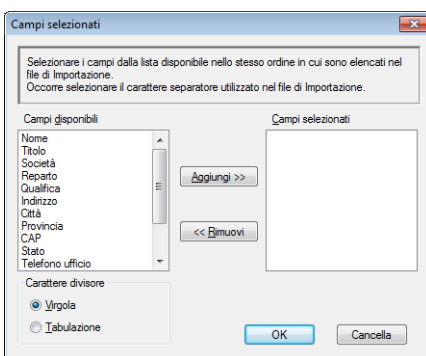 Campi selezionati
Selezionare i campi dalla lista disponibile nello stesso ordine in cui sono elencati nel
file di Importazione.
Occorre selezionare il carattere separatore utilizzato nel file di Importazione.
Campi disponibili
Campi selezionati
Nome
Titolo
Società
Reparto
Qualifica
Indirizzo
Città
Provincia
CAP
Stato
Telefono ufficio
Aggiungi >>
<< Rimuovi
Carattere divisore
Virgola
Tabulazione
OK
Cancella